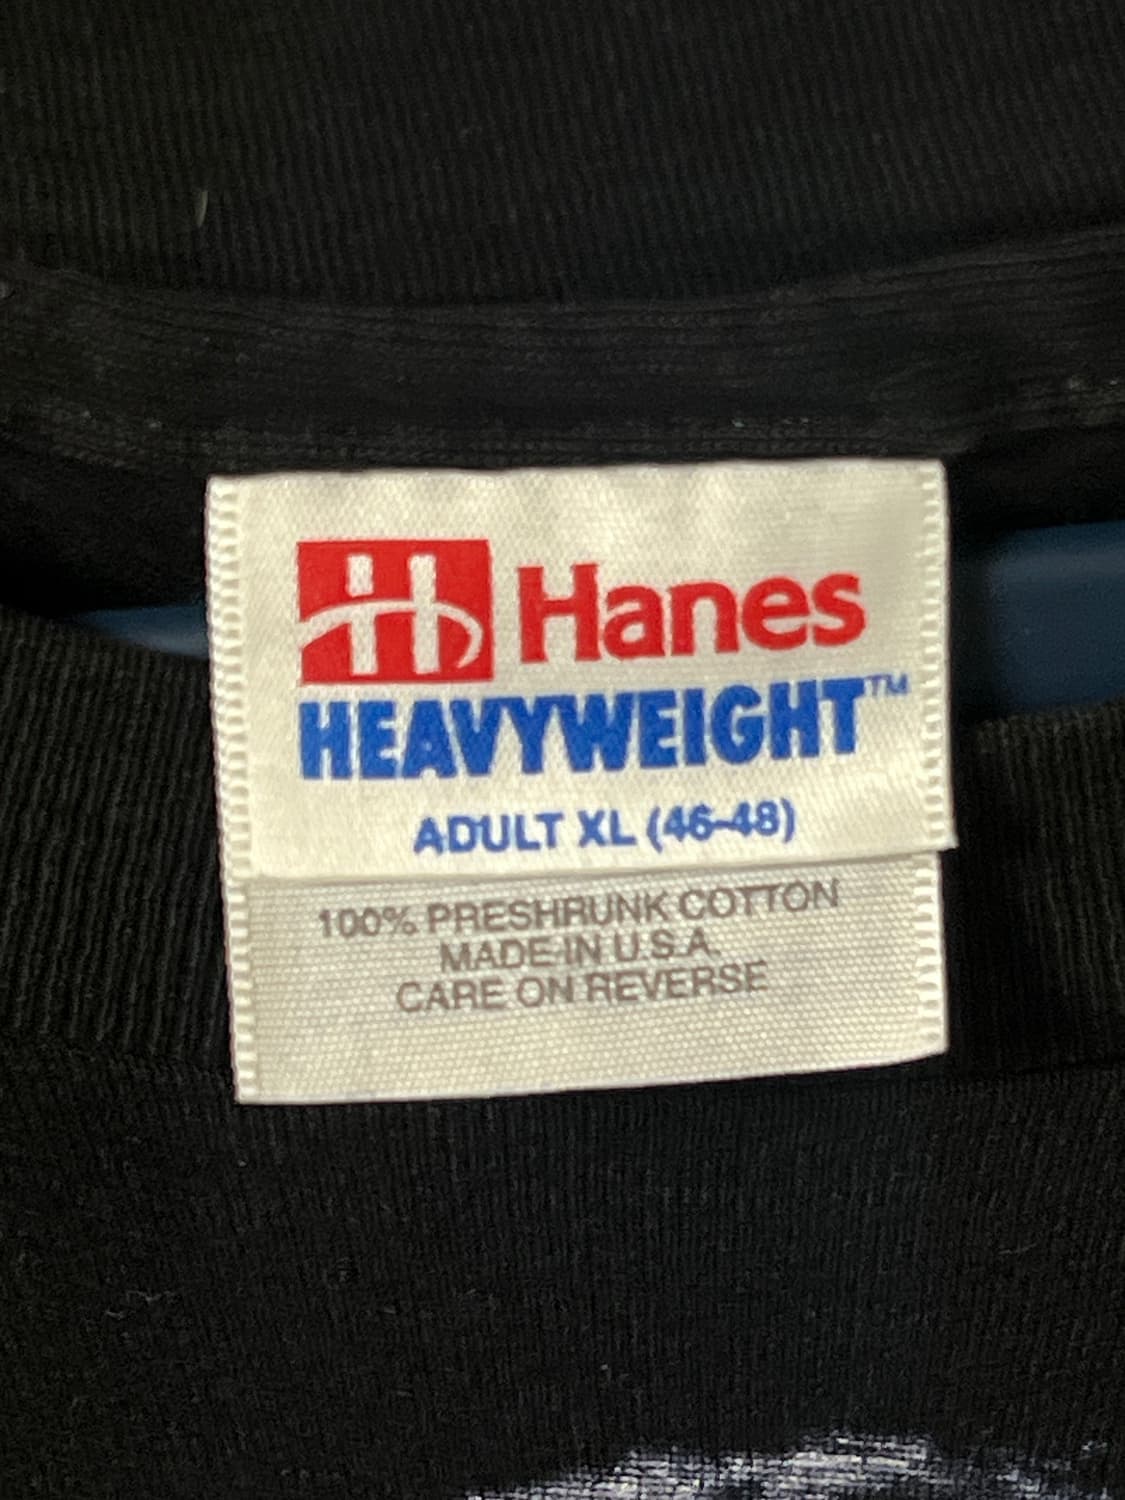 Hanes
HEAVYWEIGHT™
ADULT XL (46-48)
100% PRESHRUNK COTTON
MADE IN U.S.A.
CARE ON REVERSE